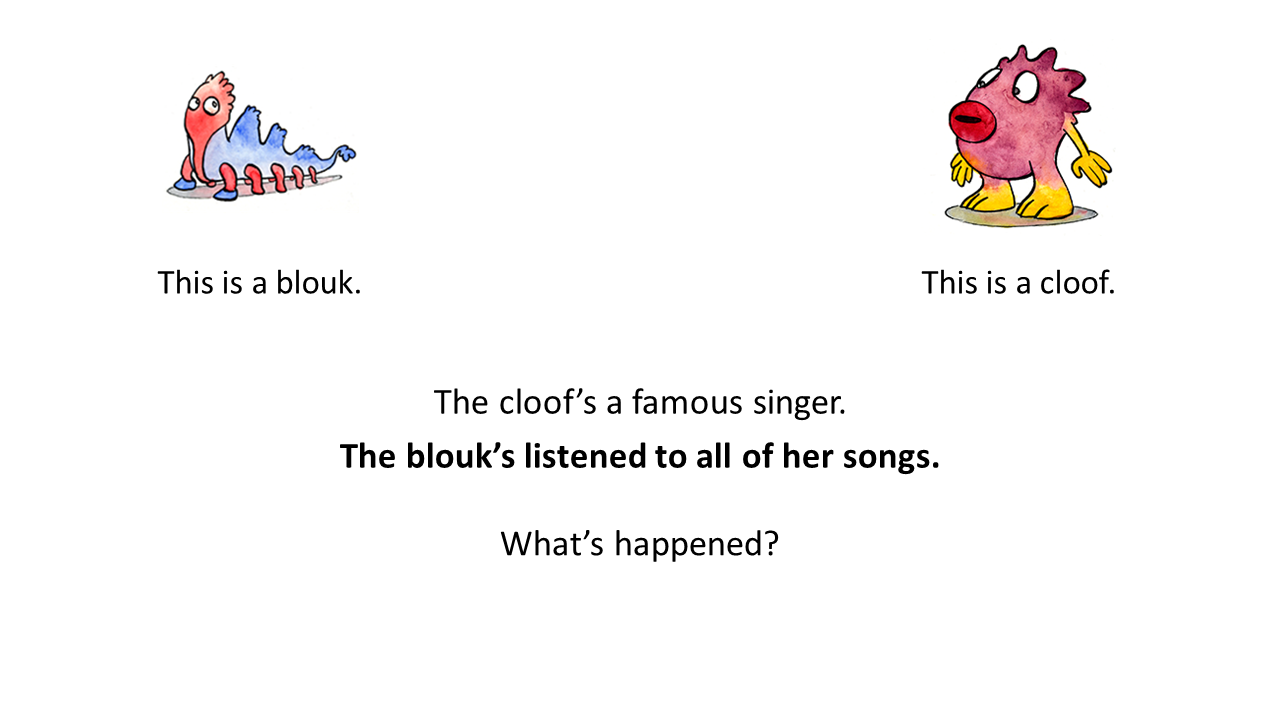 This is a blouk.
This is a cloof.
The cloof’s a famous singer.
The blouk’s listened to all of her songs.
What’s happened?